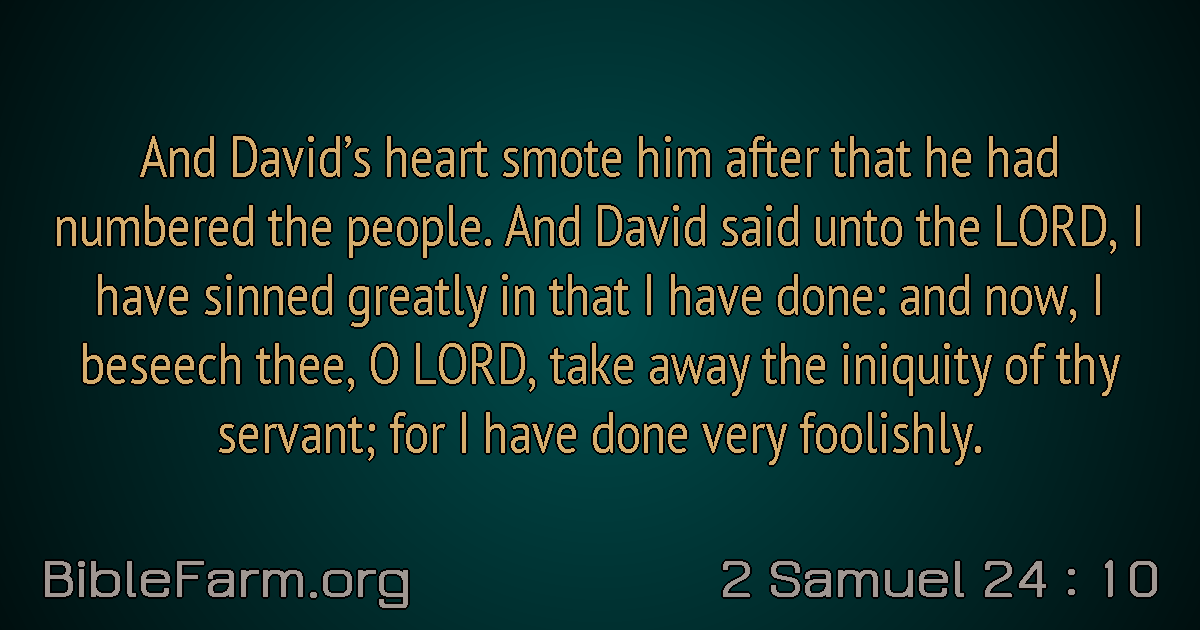 And David’s heart smote him after that he had
numbered the people. And David said unto the LORD, I
have sinned greatly in that I have done: and now, I
beseech thee, O LORD, take away the iniquity of thy
servant; for I have done very foolishly.
BibleFarm.org
2 Samuel 24 : 10